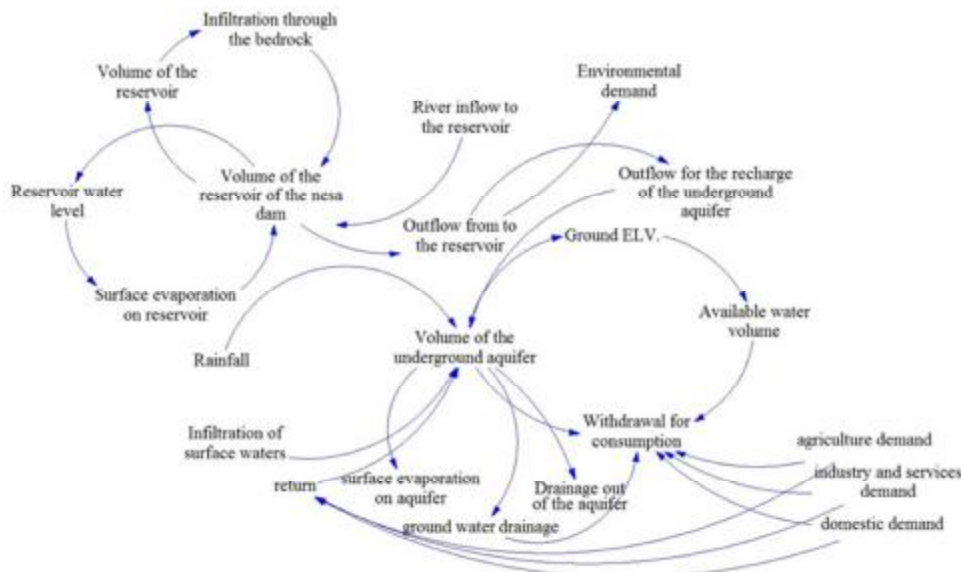 Infiltration through
the bedrock
Volume of the
reservoir
Environmental
demand
River inflow to
the reservoir
Reservoir water
level
Volume of the
reservoir of the nesa
dam
Outflow for the recharge
of the underground
aquifer
Outflow from to
the reservoir
Ground ELV.
Surface evaporation
on reservoir
Available water
volume
Rainfall
Volume of the
underground aquifer
Infiltration of
surface waters
Withdrawal for
consumption
agriculture demand
return
surface evaporation
on aquifer
Drainage out
of the aquifer
industry and services
demand
ground water drainage
domestic demand